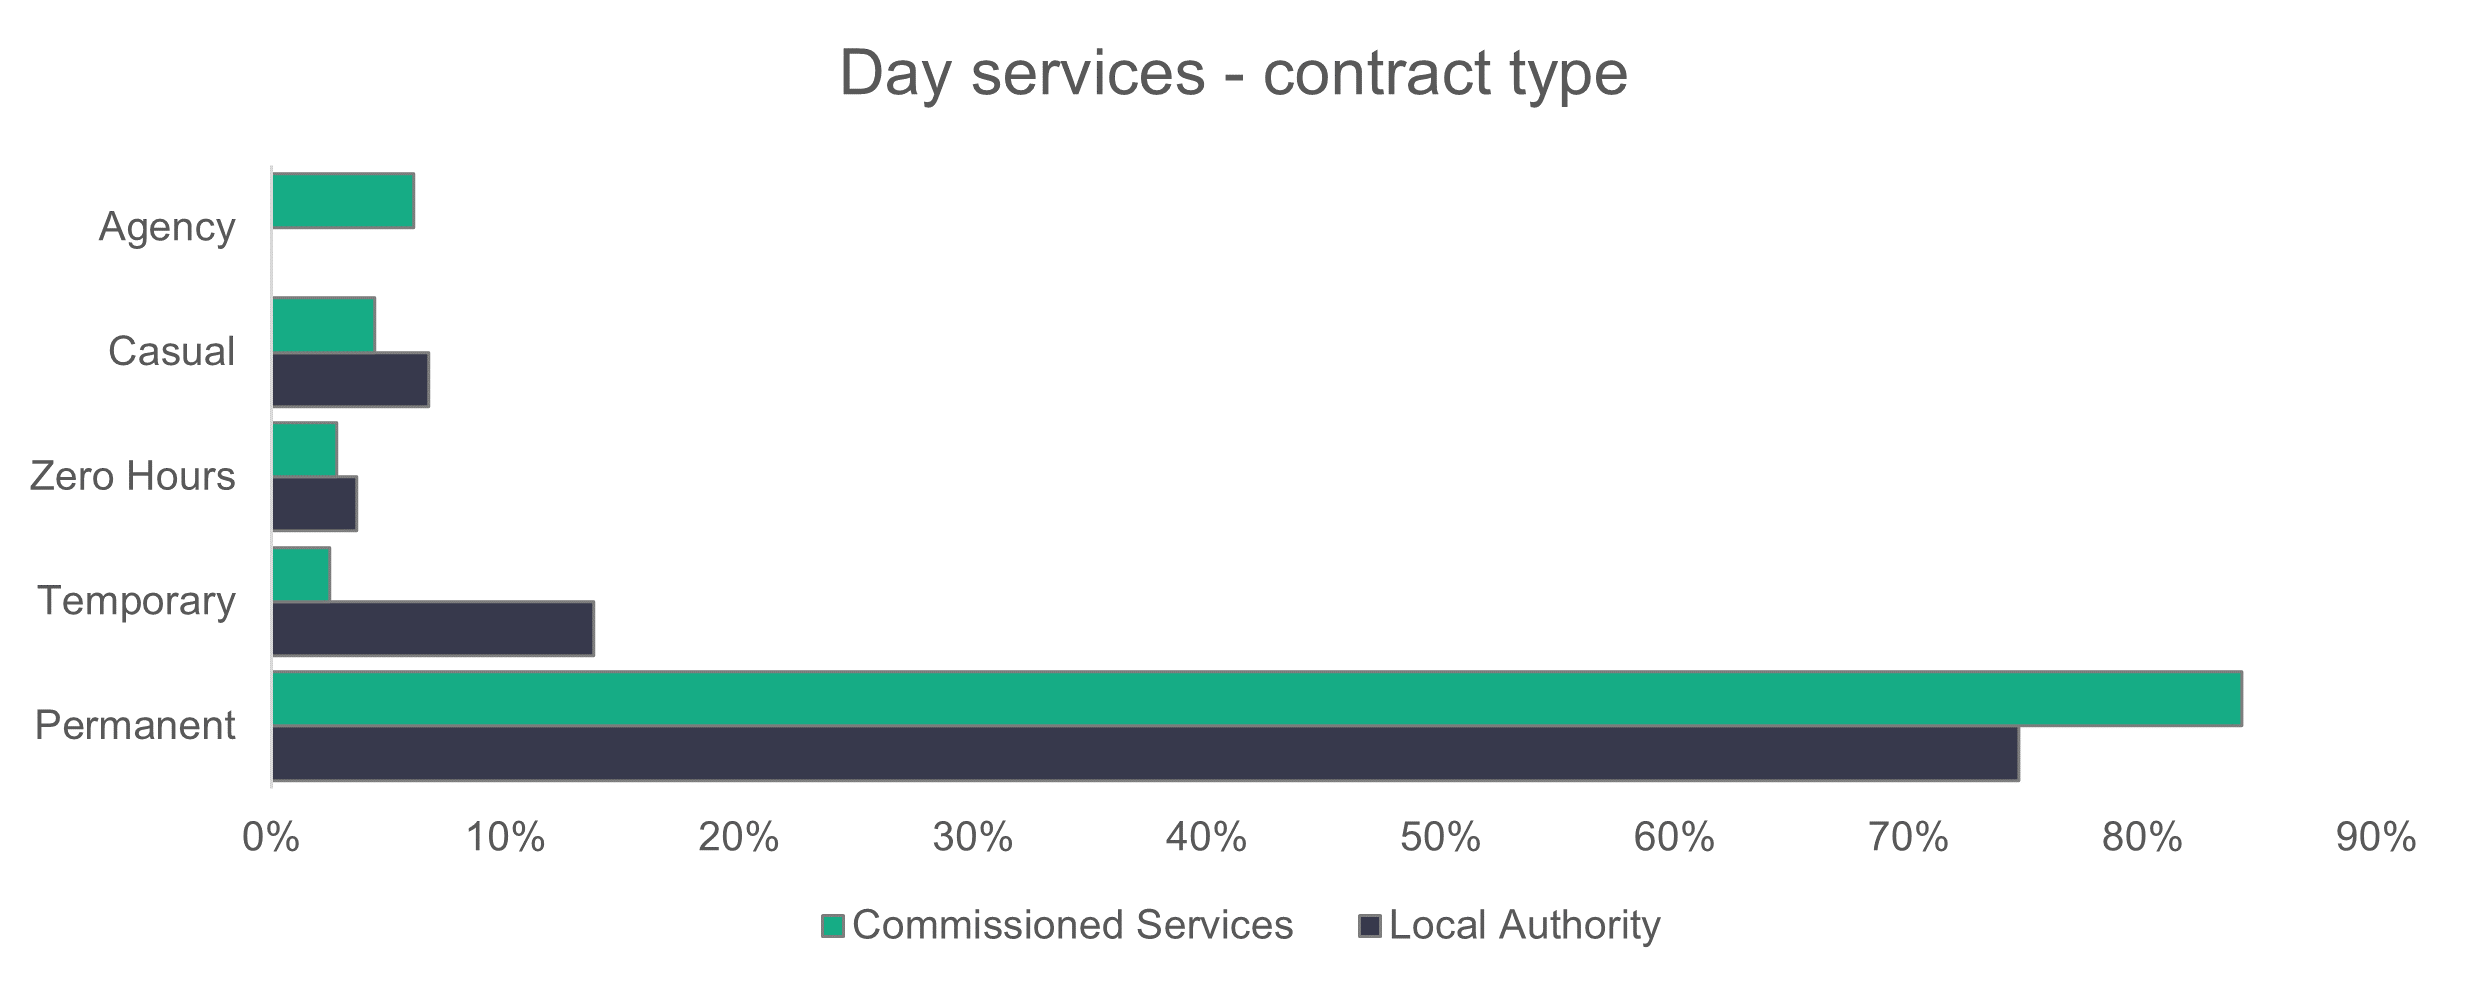 Day services - contract type
Agency
Casual
Zero Hours
Temporary
Permanent
0% 10% 20% 30% 40% 50% 60% 70% 80% 90%
Commissioned Services Local Authority